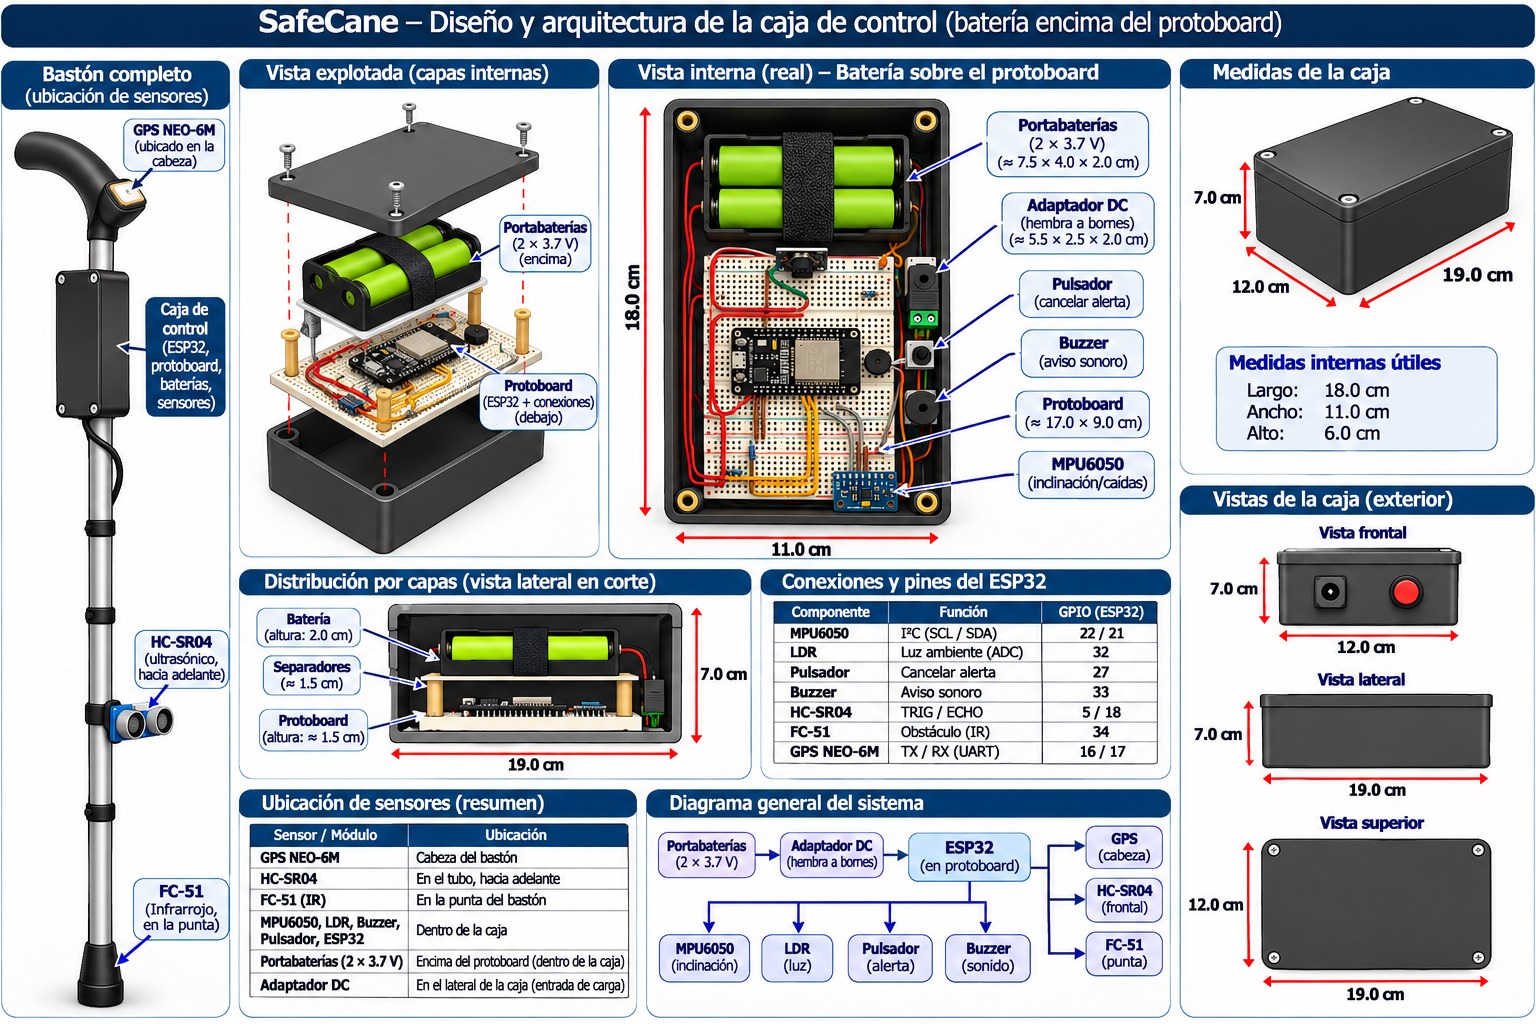 SafeCane – Diseño y arquitectura de la caja de control (batería encima del protoboard)
Bastón completo
(ubicación de sensores)
GPS NEO-6M
(ubicado en la
cabeza)
Caja de
control
(ESP32,
protoboard,
baterías,
sensores)
HC-SR04
(ultrasónico,
hacia adelante)
FC-51
(Infrarrojo,
en la punta)
Vista explotada (capas internas)
Portabaterías
(2 × 3.7 V)
(encima)
Protoboard
(ESP32 + conexiones)
(debajo)
Vista interna (real) – Batería sobre el protoboard
18.0 cm
11.0 cm
Portabaterías
(2 × 3.7 V)
(≈ 7.5 × 4.0 × 2.0 cm)
Adaptador DC
(hembra a bornes)
(≈ 5.5 × 2.5 × 2.0 cm)
Pulsador
(cancelar alerta)
Buzzer
(aviso sonoro)
Protoboard
(≈ 17.0 × 9.0 cm)
MPU6050
(inclinación/caídas)
Medidas de la caja
7.0 cm
12.0 cm
19.0 cm
Medidas internas útiles
Largo: 18.0 cm
Ancho: 11.0 cm
Alto: 6.0 cm
Distribución por capas (vista lateral en corte)
Batería
(altura: 2.0 cm)
Separadores
(≈ 1.5 cm)
Protoboard
(altura: ≈ 1.5 cm)
7.0 cm
19.0 cm
Conexiones y pines del ESP32
Componente Función GPIO (ESP32)
MPU6050 I²C (SCL / SDA) 22 / 21
LDR Luz ambiente (ADC) 32
Pulsador Cancelar alerta 27
Buzzer Aviso sonoro 33
HC-SR04 TRIG / ECHO 5 / 18
FC-51 Obstáculo (IR) 34
GPS NEO-6M TX / RX (UART) 16 / 17
Vistas de la caja (exterior)
Vista frontal
7.0 cm
12.0 cm
Vista lateral
7.0 cm
19.0 cm
Vista superior
12.0 cm
19.0 cm
Ubicación de sensores (resumen)
Sensor / Módulo Ubicación
GPS NEO-6M Cabeza del bastón
HC-SR04 En el tubo, hacia adelante
FC-51 (IR) En la punta del bastón
MPU6050, LDR, Buzzer,
Pulsador, ESP32 Dentro de la caja
Portabaterías (2 × 3.7 V) Encima del protoboard (dentro de la caja)
Adaptador DC En el lateral de la caja (entrada de carga)
Diagrama general del sistema
Portabaterías
(2 × 3.7 V)
Adaptador DC
(hembra a bornes)
ESP32
(en protoboard)
GPS
(cabeza)
HC-SR04
(frontal)
FC-51
(punta)
MPU6050
(inclinación)
LDR
(luz)
Pulsador
(alerta)
Buzzer
(sonido)